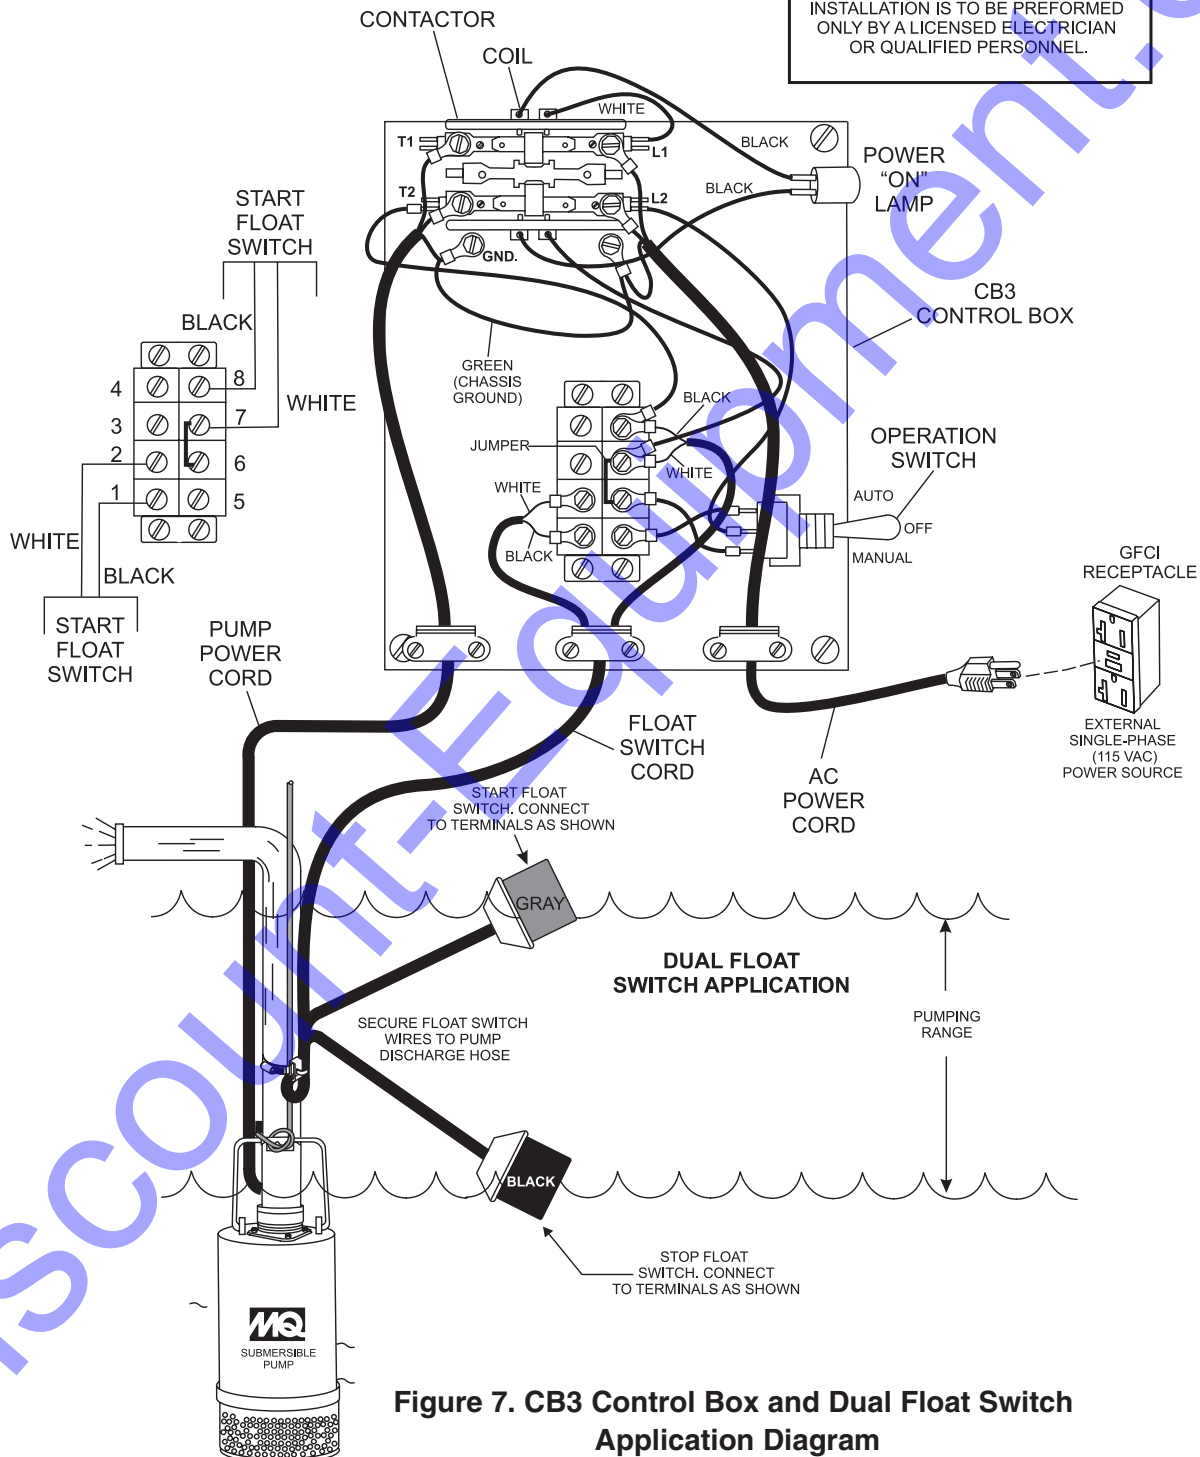 INSTALLATION IS TO BE PREFORMED
ONLY BY A LICENSED ELECTRICIAN
OR QUALIFIED PERSONNEL.
CONTACTOR
COIL
WHITE
BLACK
T1
L1
POWER
“ON”
LAMP
BLACK
T2
L2
GND.
START
FLOAT
SWITCH
BLACK
4
8
3
7
2
6
1
5
WHITE
WHITE
BLACK
START
FLOAT
SWITCH
CB3
CONTROL BOX
GREEN
(CHASSIS
GROUND)
BLACK
JUMPER
WHITE
WHITE
BLACK
OPERATION
SWITCH
AUTO
OFF
MANUAL
GFCI
RECEPTACLE
EXTERNAL
SINGLE-PHASE
(115 VAC)
POWER SOURCE
PUMP
POWER
CORD
FLOAT
SWITCH
CORD
AC
POWER
CORD
START FLOAT
SWITCH. CONNECT
TO TERMINALS AS SHOWN
GRAY
DUAL FLOAT
SWITCH APPLICATION
PUMPING
RANGE
SECURE FLOAT SWITCH
WIRES TO PUMP
DISCHARGE HOSE
BLACK
STOP FLOAT
SWITCH. CONNECT
TO TERMINALS AS SHOWN
MQ
SUBMERSIBLE
PUMP
Figure 7. CB3 Control Box and Dual Float Switch
Application Diagram
iscount-Equipment.c